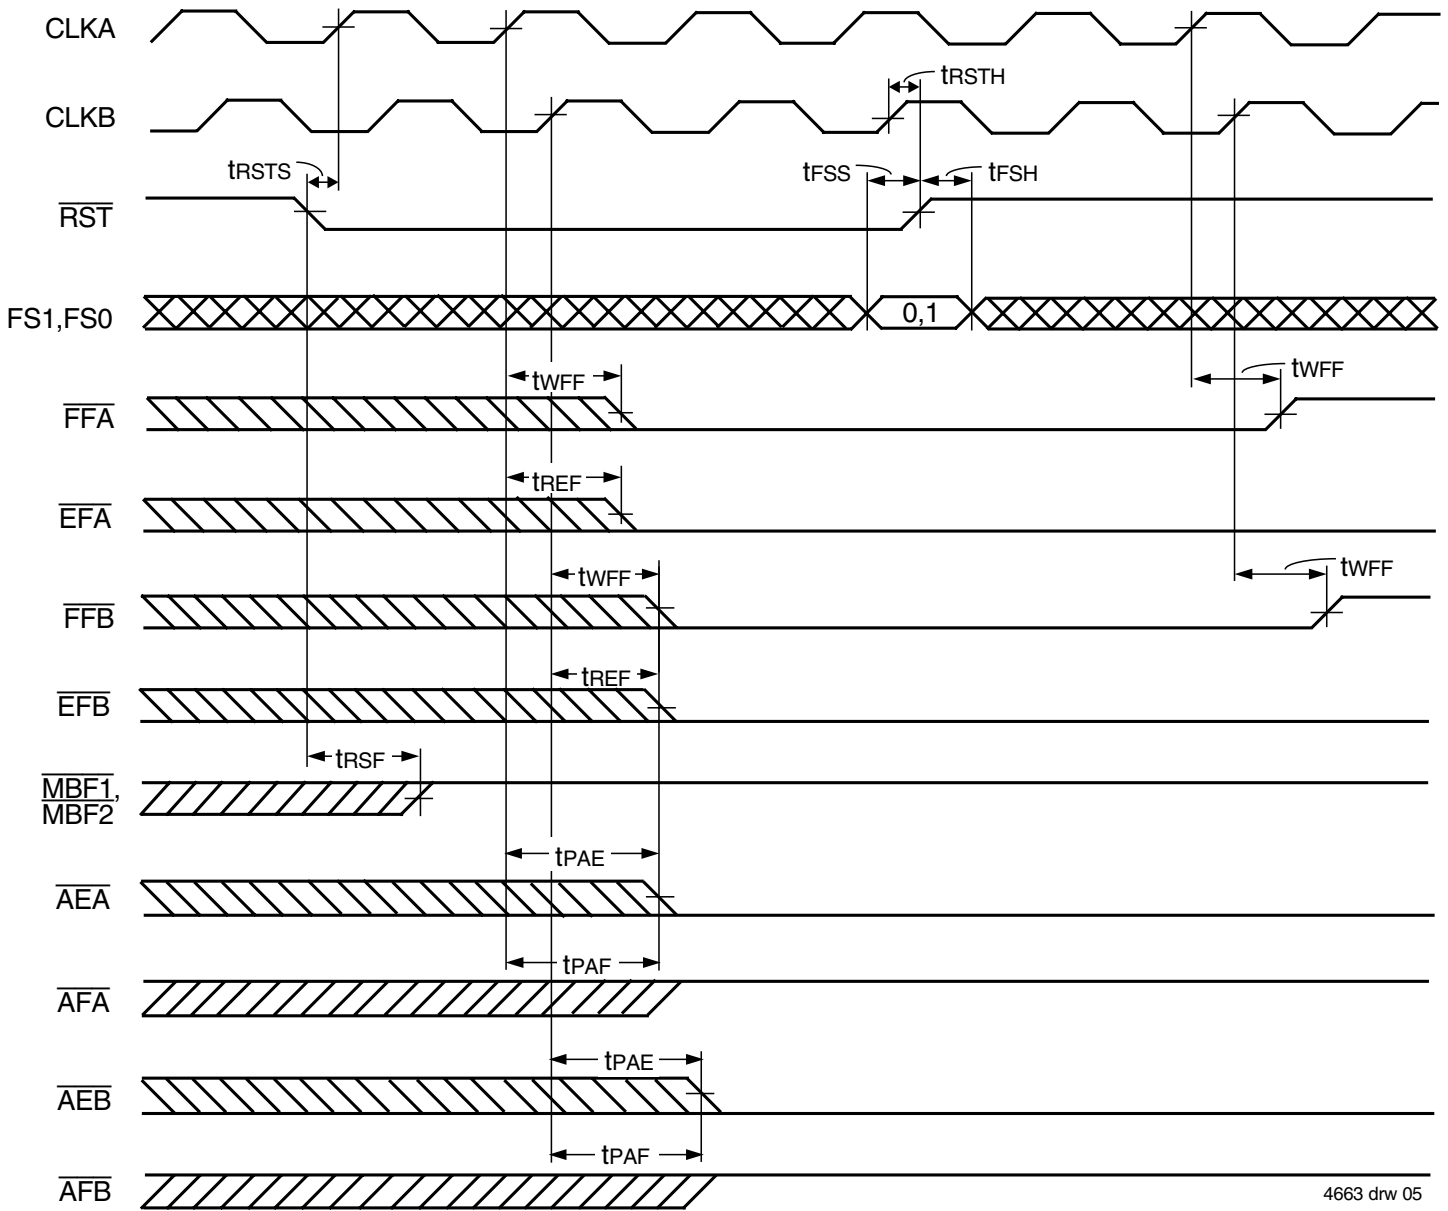 CLKA
tRSTH
CLKB
tRSTS
tFSS
tFSH
RST
FS1,FS0
0,1
tWFF
tWFF
FFA
tREF
EFA
tWFF
tWFF
FFB
tREF
EFB
tRSF
MBF1,
MBF2
tPAE
AEA
tPAF
AFA
tPAE
AEB
tPAF
AFB
4663 drw 05